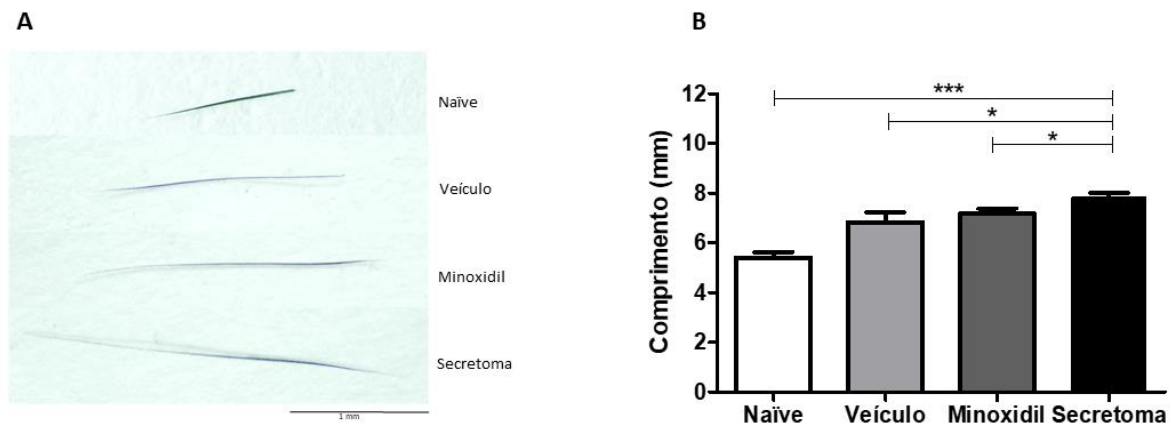 A
Naïve
Veículo
Minoxidil
Secretoma
1 mm
B
Comprimento (mm)
12
10
8
6
4
2
0
***
*
*
Naïve Veículo Minoxidil Secretoma